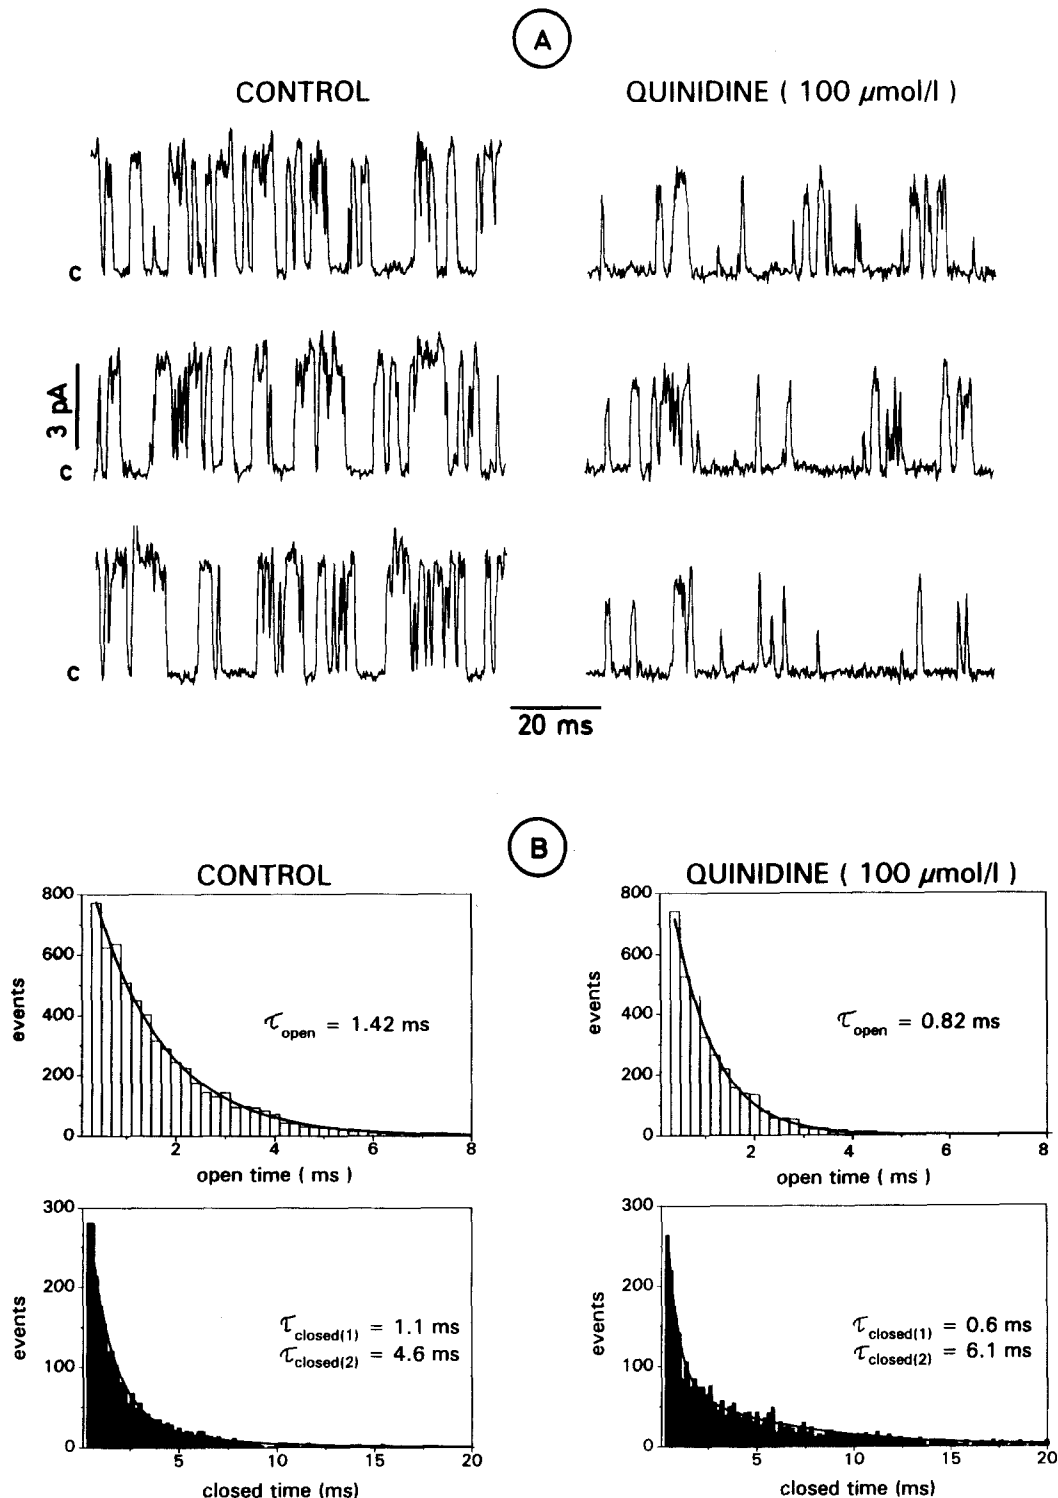 A
CONTROL
QUINIDINE ( 100 μmol/l )
c
3 pA
c
c
20 ms
B
CONTROL
800
600
400
200
0
events
τopen = 1.42 ms
2 4 6 8
open time ( ms )
QUINIDINE ( 100 μmol/l )
800
600
400
200
0
events
τopen = 0.82 ms
2 4 6 8
open time ( ms )
300
200
100
0
events
τclosed(1) = 1.1 ms
τclosed(2) = 4.6 ms
5 10 15 20
closed time (ms)
300
200
100
0
events
τclosed(1) = 0.6 ms
τclosed(2) = 6.1 ms
5 10 15 20
closed time (ms)